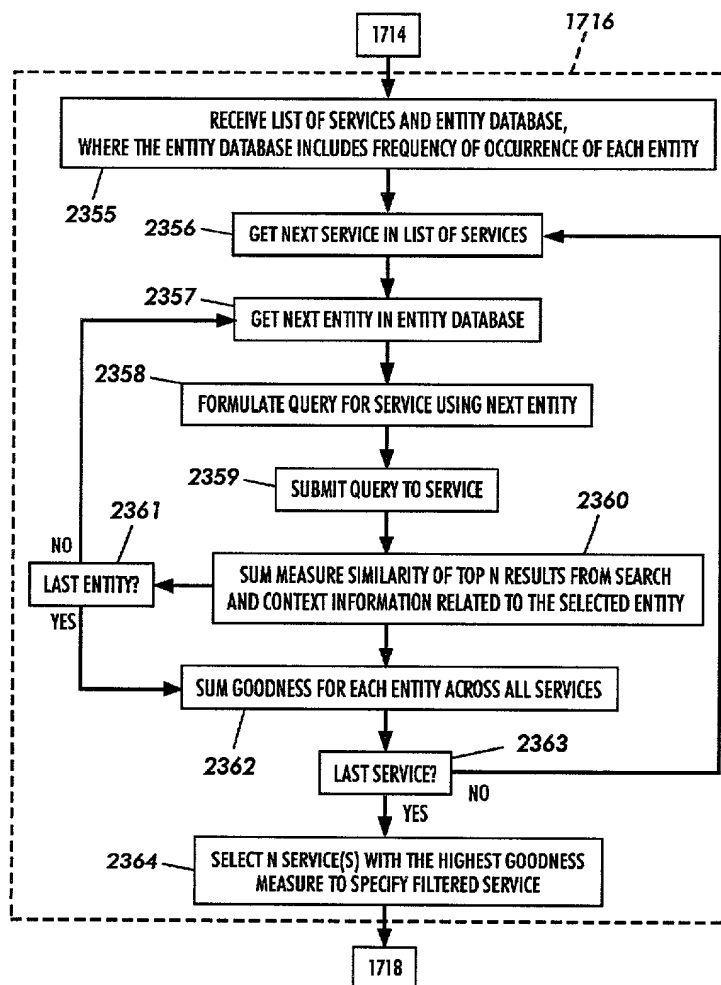 1714
1716
RECEIVE LIST OF SERVICES AND ENTITY DATABASE,
WHERE THE ENTITY DATABASE INCLUDES FREQUENCY OF OCCURRENCE OF EACH ENTITY
2355
2356
GET NEXT SERVICE IN LIST OF SERVICES
2357
GET NEXT ENTITY IN ENTITY DATABASE
2358
FORMULATE QUERY FOR SERVICE USING NEXT ENTITY
2359
SUBMIT QUERY TO SERVICE
2360
2361
NO
LAST ENTITY?
YES
SUM MEASURE SIMILARITY OF TOP N RESULTS FROM SEARCH
AND CONTEXT INFORMATION RELATED TO THE SELECTED ENTITY
SUM GOODNESS FOR EACH ENTITY ACROSS ALL SERVICES
2362
2363
LAST SERVICE?
NO
YES
2364
SELECT N SERVICE(S) WITH THE HIGHEST GOODNESS
MEASURE TO SPECIFY FILTERED SERVICE
1718